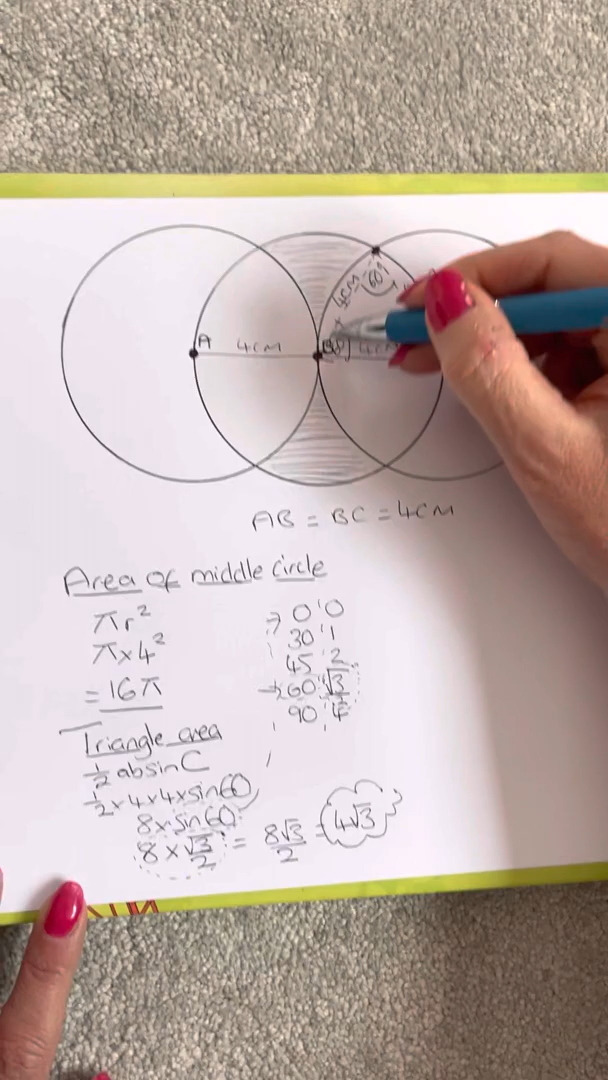 A 4CM B 4CM
4CM 60°
AB = BC = 4CM
Area of middle circle
πr²
π×4²
= 16π
0 0
30 1
45 2
60 √3
90 4
Triangle area
½absinC
½×4×4×sin60
8×sin60
8×√3/2 = 8√3/2 = 4√3